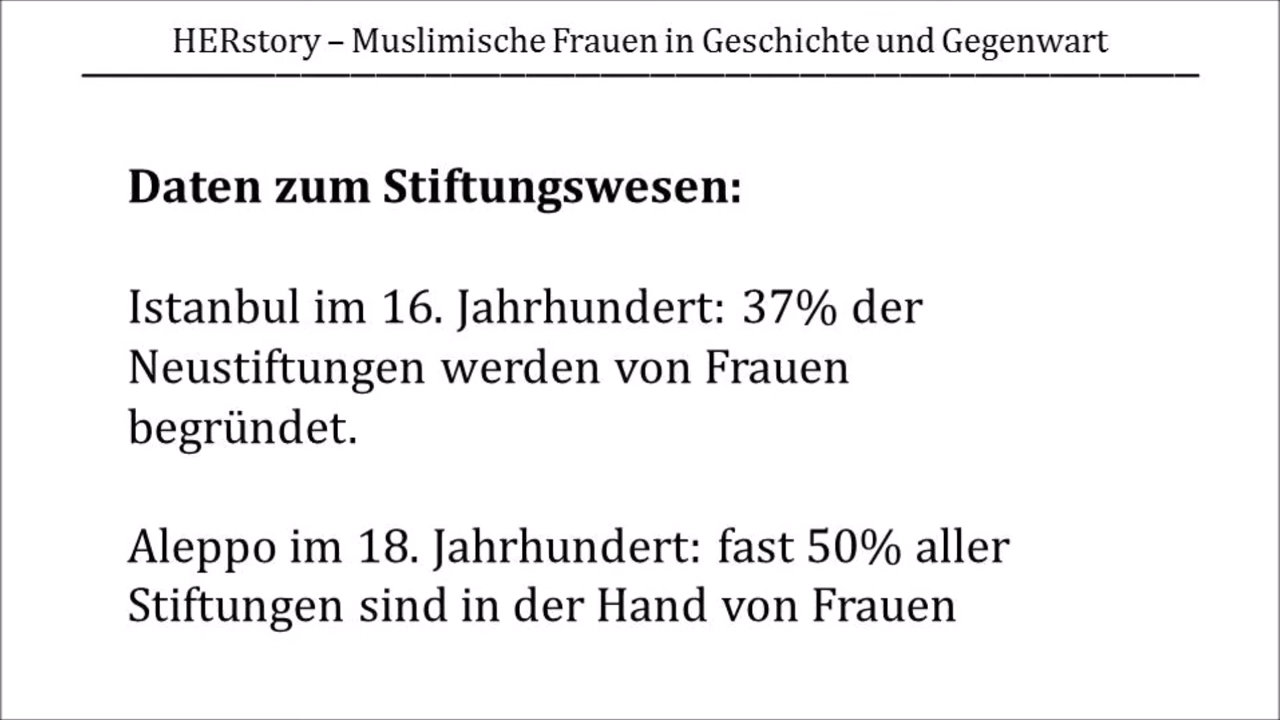 HERstory – Muslimische Frauen in Geschichte und Gegenwart
Daten zum Stiftungswesen:
Istanbul im 16. Jahrhundert: 37% der
Neustiftungen werden von Frauen
begründet.
Aleppo im 18. Jahrhundert: fast 50% aller
Stiftungen sind in der Hand von Frauen